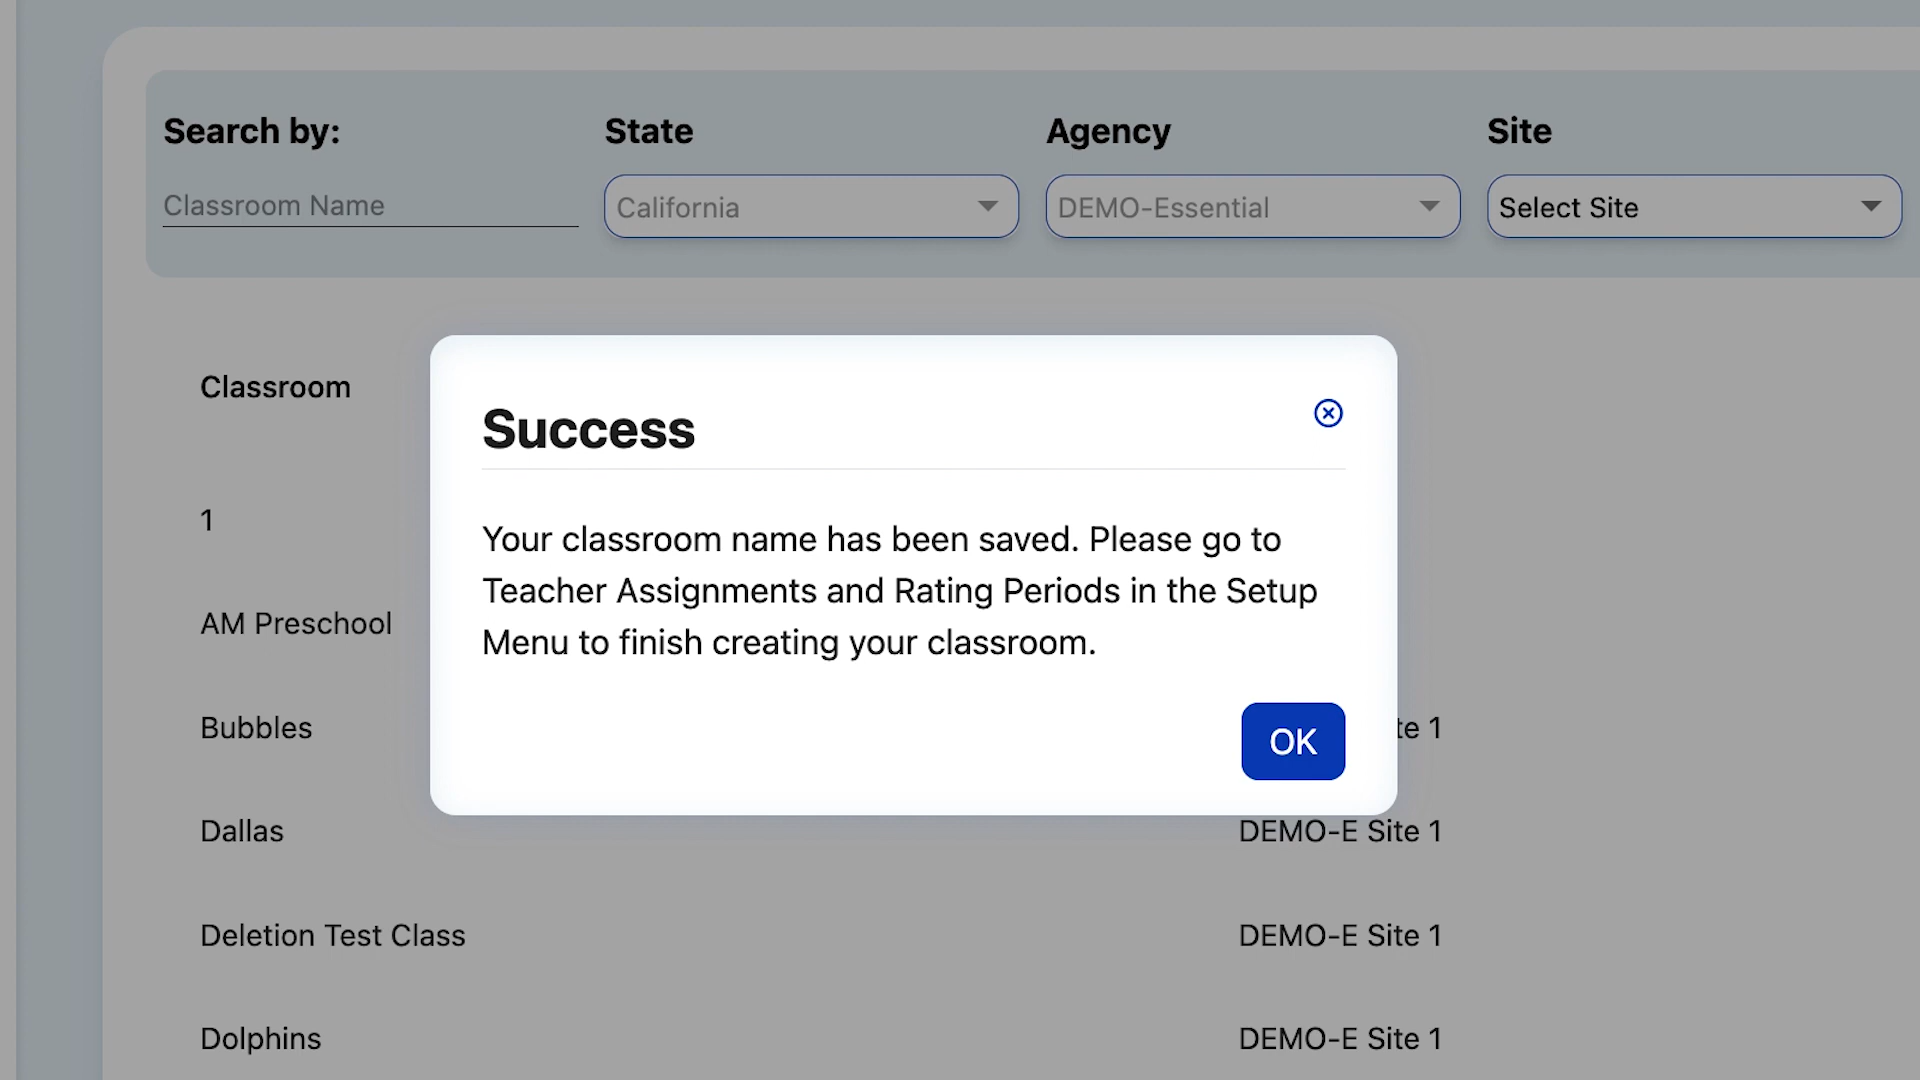 Search by:
State
Agency
Site
Classroom Name
California
DEMO-Essential
Select Site
Classroom
Success
Your classroom name has been saved. Please go to
Teacher Assignments and Rating Periods in the Setup
Menu to finish creating your classroom.
OK
1
AM Preschool
Bubbles
te 1
Dallas
DEMO-E Site 1
Deletion Test Class
DEMO-E Site 1
Dolphins
DEMO-E Site 1